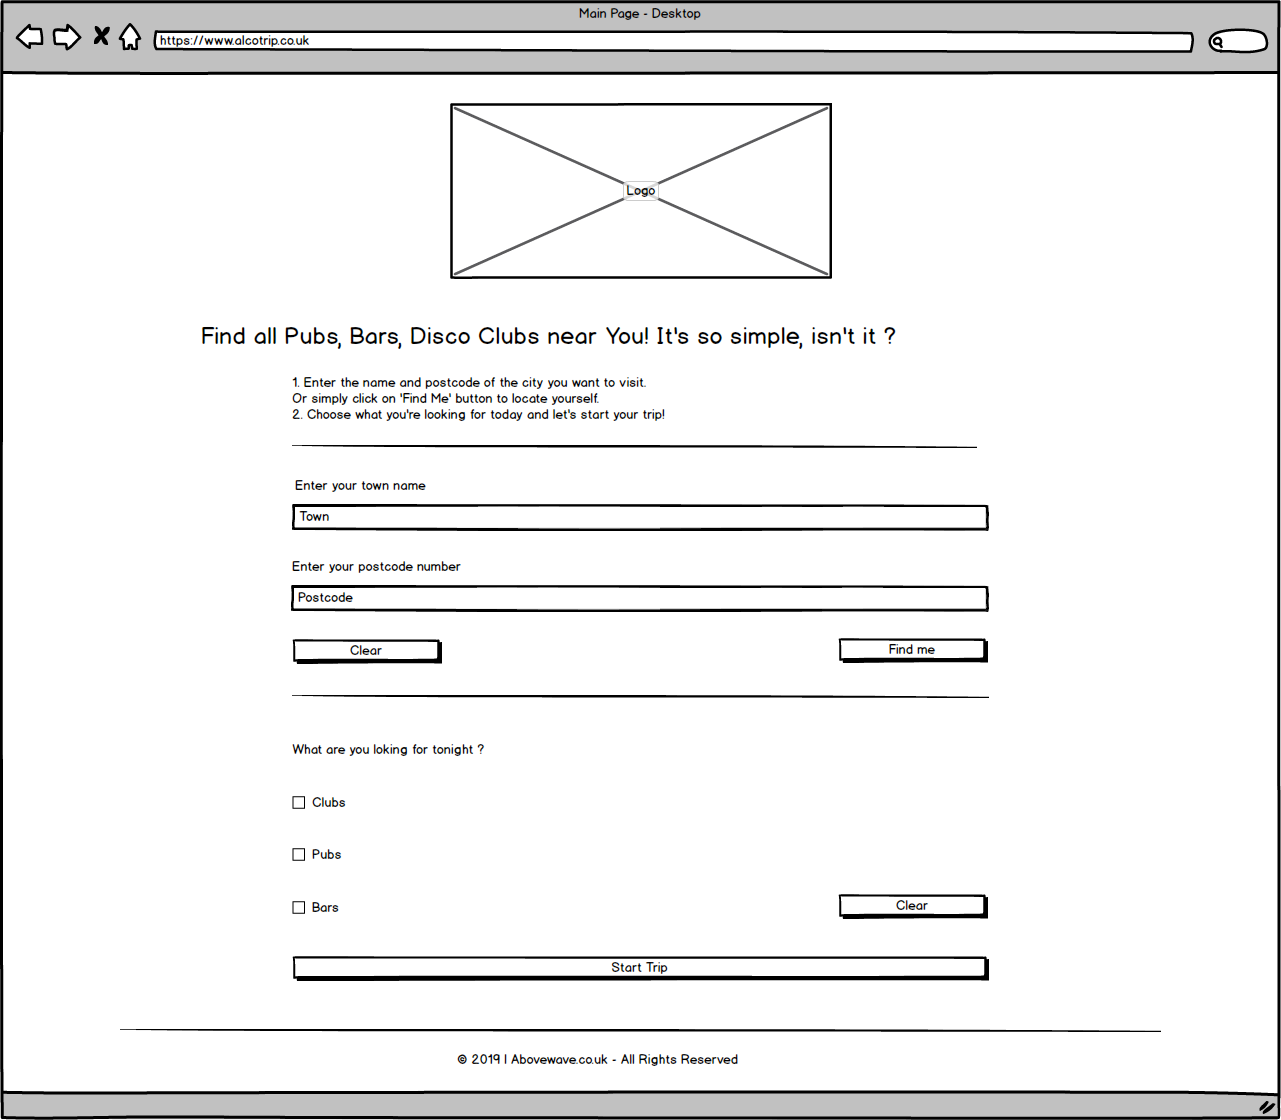 Main Page - Desktop
https://www.alcotrip.co.uk
Logo
Find all Pubs, Bars, Disco Clubs near You! It's so simple, isn't it ?
1. Enter the name and postcode of the city you want to visit.
Or simply click on 'Find Me' button to locate yourself.
2. Choose what you're looking for today and let's start your trip!
Enter your town name
Town
Enter your postcode number
Postcode
Clear
Find me
What are you loking for tonight ?
Clubs
Pubs
Bars
Clear
Start Trip
© 2019 | Abovewave.co.uk - All Rights Reserved